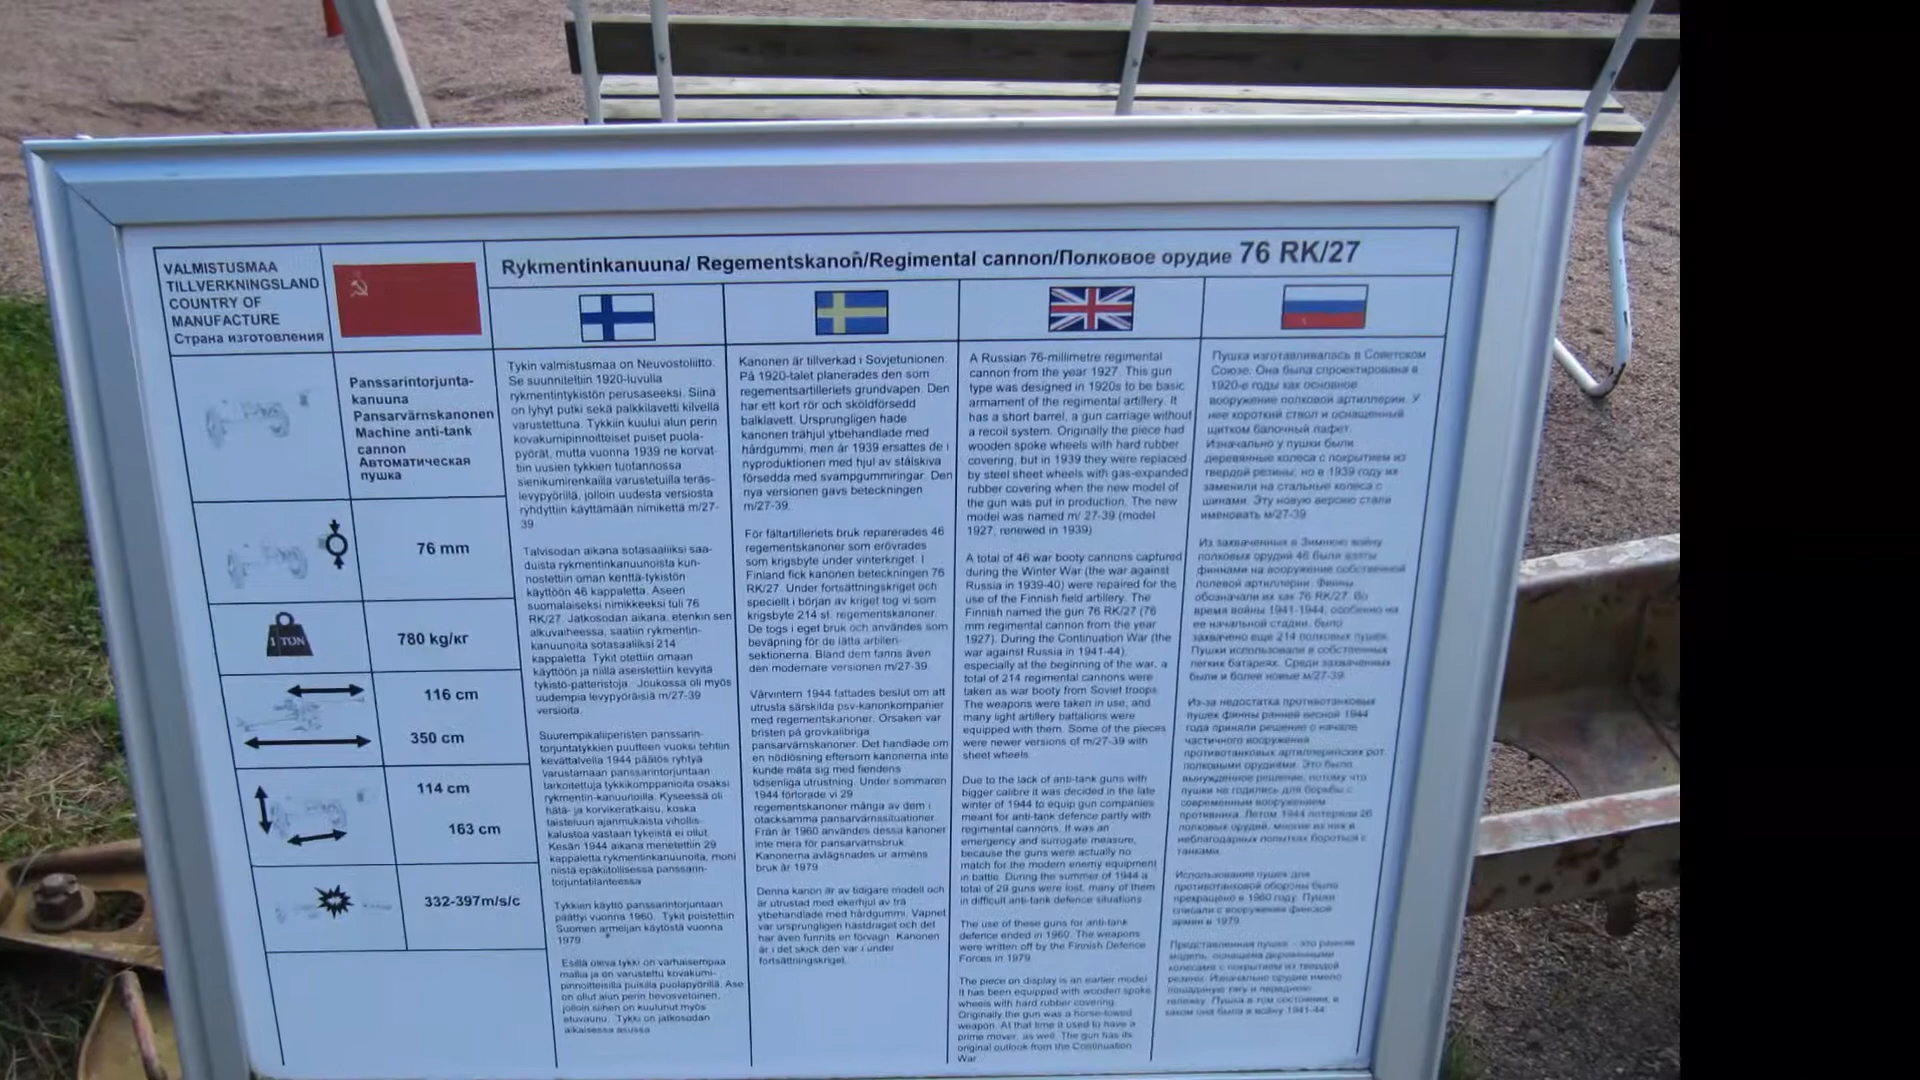 VALMISTUSMAA
TILLVERKNINGSLAND
COUNTRY OF
MANUFACTURE
Страна изготовления
Rykmentinkanuuna/ Regementskanon/Regimental cannon/Полковое орудие 76 RK/27
Panssarintorjunta-
kanuuna
Pansarvärnskanonen
Machine anti-tank
cannon
Автоматическая
пушка
76 mm
1 TON
780 kg/кг
116 cm
350 cm
114 cm
163 cm
332-397m/s/c
Tykin valmistusmaa on Neuvostoliitto.
Se suunniteltiin 1920-luvulla
rykmentintykistön perusaseeksi. Siinä
on lyhyt putki sekä palkkilavetti kilvellä
varustettuna. Tykkiin kuului alun perin
kovakumipinnoitteiset puiset puola-
pyörät, mutta vuonna 1939 ne korvat-
tiin uusien tykkien tuotannossa
sienikumirenkailla varustetuilla teräs-
levypyörillä, jolloin uudesta versiosta
ryhdyttiin käyttämään nimikettä m/27-
39
Talvisodan aikana sotasaaliiksi saa-
duista rykmentinkanuunoista kun-
nostettiin oman kenttä-tykistön
käyttöön 46 kappaletta. Aseen
suomalaiseksi nimikkeeksi tuli 76
RK/27. Jatkosodan aikana, etenkin sen
alkuvaiheessa, saatiin rykmentin-
kanuunoita sotasaaliiksi 214
kappaletta. Tykit otettiin omaan
käyttöön ja niillä aseistettiin kevyitä
tykistö-patteristoja. Joukossa oli myös
uudempia levypyöräisiä m/27-39
versioita.
Suurempikaliiperisten panssarin-
torjuntatykkien puutteen vuoksi tehtiin
kevättalvella 1944 päätös ryhtyä
varustamaan panssarintorjuntaan
tarkoitettuja tykkikomppanioita osaksi
rykmentin-kanuunoilla. Kyseessä oli
hätä- ja korvikeratkaisu, koska
taisteluun ajanmukaista vihollis-
kalustoa vastaan tykeistä ei ollut.
Kesän 1944 aikana menetettiin 29
kappaletta rykmentinkanuunoita, moni
niistä epäkiitollisessa panssarin-
torjuntatilanteessa
Tykkien käyttö panssarintorjuntaan
päättyi vuonna 1960. Tykit poistettiin
Suomen armeijan käytöstä vuonna
1979
Esillä oleva tykki on varhaisempaa
mallia ja on varustettu kovakumi-
pinnoitteisilla puisilla puolapyörillä. Ase
on ollut alun perin hevosvetoinen,
jolloin siihen on kuulunut myös
etuvaunu. Tykki on jatkosodan
aikaisessa asussa
Kanonen är tillverkad i Sovjetunionen.
På 1920-talet planerades den som
regementsartilleriets grundvapen. Den
har ett kort rör och sköldförsedd
balklavett. Ursprungligen hade
kanonen trähjul ytbehandlade med
hårdgummi, men år 1939 ersattes de i
nyproduktionen med hjul av stålskiva
försedda med svampgummiringar. Den
nya versionen gavs beteckningen
m/27-39.
För fältartilleriets bruk reparerades 46
regementskanoner som erövrades
som krigsbyte under vinterkriget. I
Finland fick kanonen beteckningen 76
RK/27. Under fortsättningskriget och
speciellt i början av kriget tog vi som
krigsbyte 214 st. regementskanoner.
De togs i eget bruk och användes som
beväpning för de lätta artilleri-
sektionerna. Bland dem fanns även
den modernare versionen m/27-39.
Vårvintern 1944 fattades beslut om att
utrusta särskilda psv-kanonkompanier
med regementskanoner. Orsaken var
bristen på grovkalibriga
pansarvärnskanoner. Det handlade om
en nödlösning eftersom kanonerna inte
kunde mäta sig med fiendens
tidsenliga utrustning. Under sommaren
1944 förlorade vi 29
regementskanoner många av dem i
otacksamma pansarvärnssituationer.
Från år 1960 användes dessa kanoner
inte mera för pansarvärnsbruk.
Kanonerna avlägsnades ur armens
bruk år 1979
Denna kanon är av tidigare modell och
är utrustad med ekerhjul av trä
ytbehandlade med hårdgummi. Vapnet
var ursprungligen hästdraget och det
har även funnits en förvagn. Kanonen
är i det skick den var i under
fortsättningskriget.
A Russian 76-millimetre regimental
cannon from the year 1927. This gun
type was designed in 1920s to be basic
armament of the regimental artillery. It
has a short barrel, a gun carriage without
a recoil system. Originally the piece had
wooden spoke wheels with hard rubber
covering, but in 1939 they were replaced
by steel sheet wheels with gas-expanded
rubber covering when the new model of
the gun was put in production. The new
model was named m/ 27-39 (model
1927, renewed in 1939)
A total of 46 war booty cannons captured
during the Winter War (the war against
Russia in 1939-40) were repaired for the
use of the Finnish field artillery. The
Finnish named the gun 76 RK/27 (76
mm regimental cannon from the year
1927). During the Continuation War (the
war against Russia in 1941-44),
especially at the beginning of the war, a
total of 214 regimental cannons were
taken as war booty from Soviet troops.
The weapons were taken in use, and
many light artillery battalions were
equipped with them. Some of the pieces
were newer versions of m/27-39 with
sheet wheels
Due to the lack of anti-tank guns with
bigger calibre it was decided in the late
winter of 1944 to equip gun companies
meant for anti-tank defence partly with
regimental cannons. It was an
emergency and surrogate measure,
because the guns were actually no
match for the modern enemy equipment
in battle. During the summer of 1944 a
total of 29 guns were lost, many of them
in difficult anti-tank defence situations.
The use of these guns for anti-tank
defence ended in 1960. The weapons
were written off by the Finnish Defence
Forces in 1979
The piece on display is an earlier model
It has been equipped with wooden spoke
wheels with hard rubber covering.
Originally the gun was a horse-towed
weapon. At that time it used to have a
prime mover, as well. The gun has its
original outlook from the Continuation
War.
Пушка изготавливалась в Советском
Союзе. Она была спроектирована в
1920-е годы как основное
вооружение полковой артиллерии. У
нее короткий ствол и оснащенный
щитком балочный лафет.
Изначально у пушки были
деревянные колеса с покрытием из
твердой резины, но в 1939 году их
заменили на стальные колеса с
шинами. Эту новую версию стали
именовать м/27-39
Из захваченных в Зимнюю войну
полковых орудий 46 были взяты
финнами на вооружение собственной
полевой артиллерии. Финны
обозначали их как 76 RK/27. Во
время войны 1941-1944, особенно на
ее начальной стадии, было
захвачено еще 214 полковых пушек.
Пушки использовали в собственных
легких батареях. Среди захваченных
были и более новые м/27-39.
Из-за недостатка противотанковых
пушек финны ранней весной 1944
года приняли решение о начале
частичного вооружения
противотанковых артиллерийских рот
полковыми орудиями. Это было
вынужденное решение, потому что
пушки не годились для борьбы с
современным вооружением
противника. Летом 1944 потеряли 26
полковых орудий, многие из них в
неблагодарных попытках бороться с
танками.
Использование пушек для
противотанковой обороны было
прекращено в 1960 году. Пушки
списали с вооружения финской
армии в 1979.
Представленная пушка - это ранняя
модель, оснащена деревянными
колесами с покрытием из твердой
резины. Изначально орудие имело
лошадиную тягу и переднюю
тележку. Пушка в том состоянии, в
каком она была в войну 1941-44.